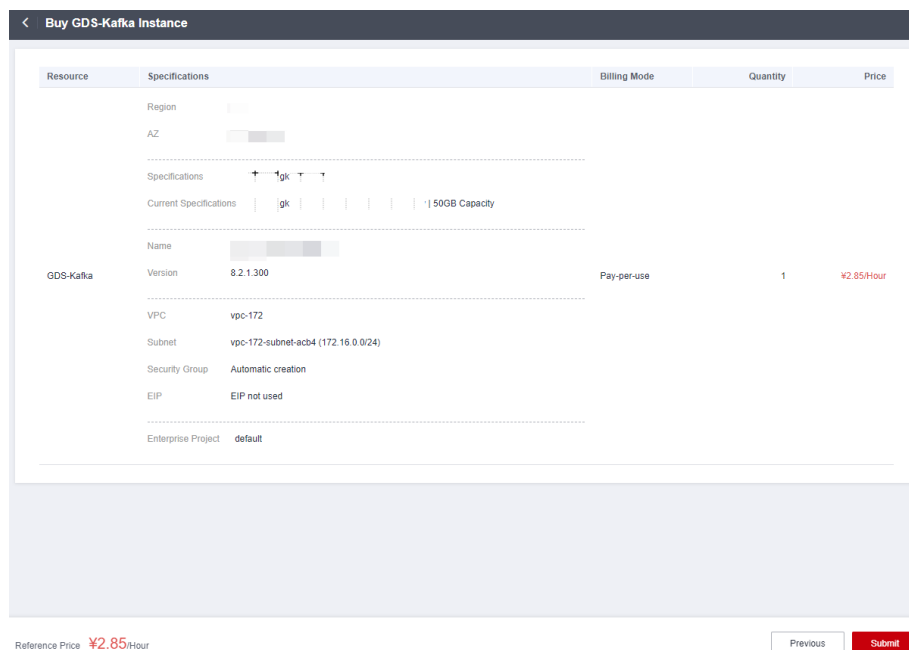 Buy GDS-Kafka Instance
Resource Specifications Billing Mode Quantity Price
Region
AZ
Specifications gk
Current Specifications gk | 50GB Capacity
Name
Version 8.2.1.300
GDS-Kafka Pay-per-use 1 ¥2.85/Hour
VPC vpc-172
Subnet vpc-172-subnet-acb4 (172.16.0.0/24)
Security Group Automatic creation
EIP EIP not used
Enterprise Project default
Reference Price ¥2.85/Hour Previous Submit